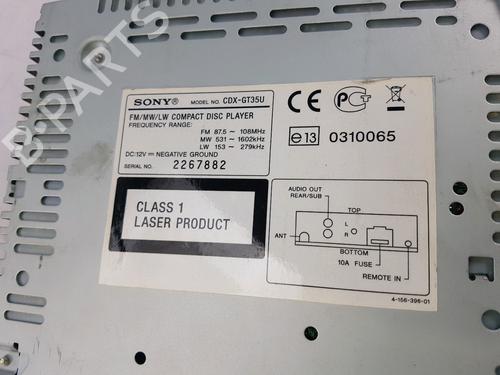 SONY® MODEL NO. CDX-GT35U
FM/MW/LW COMPACT DISC PLAYER
FREQUENCY RANGE:
FM 87.5 ～ 108MHz
MW 531 ～ 1602kHz
LW 153 ～ 279kHz
DC:12V ⎓ NEGATIVE GROUND
SERIAL NO. 2267882
CLASS 1
LASER PRODUCT
CE
e 13 0310065
AUDIO OUT
REAR/SUB
TOP
L
R
ANT
BOTTOM
10A FUSE
REMOTE IN
4-156-396-01
B-PARTS